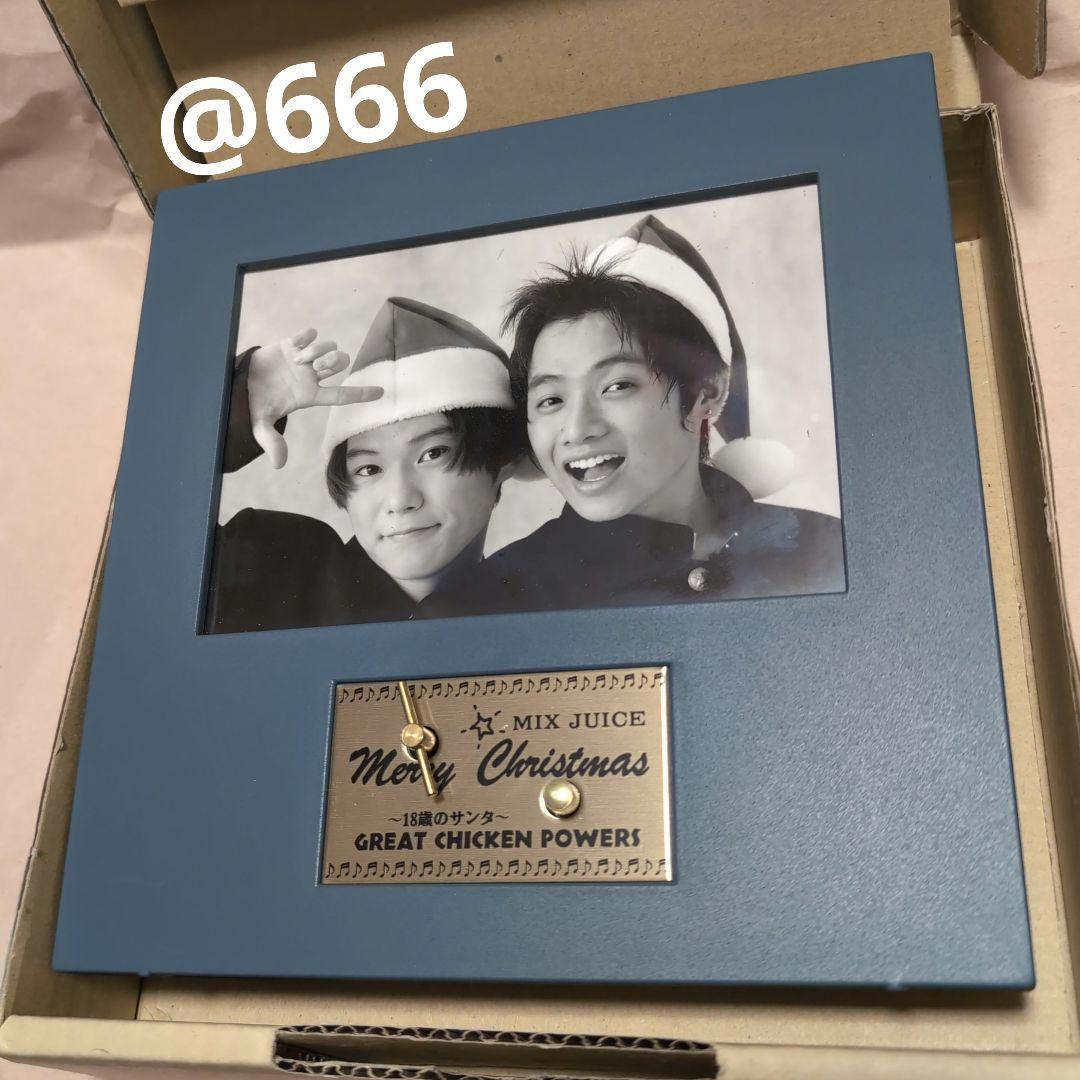 @666
MIX JUICE
Merry Christmas
～18歳のサンタ～
GREAT CHICKEN POWERS